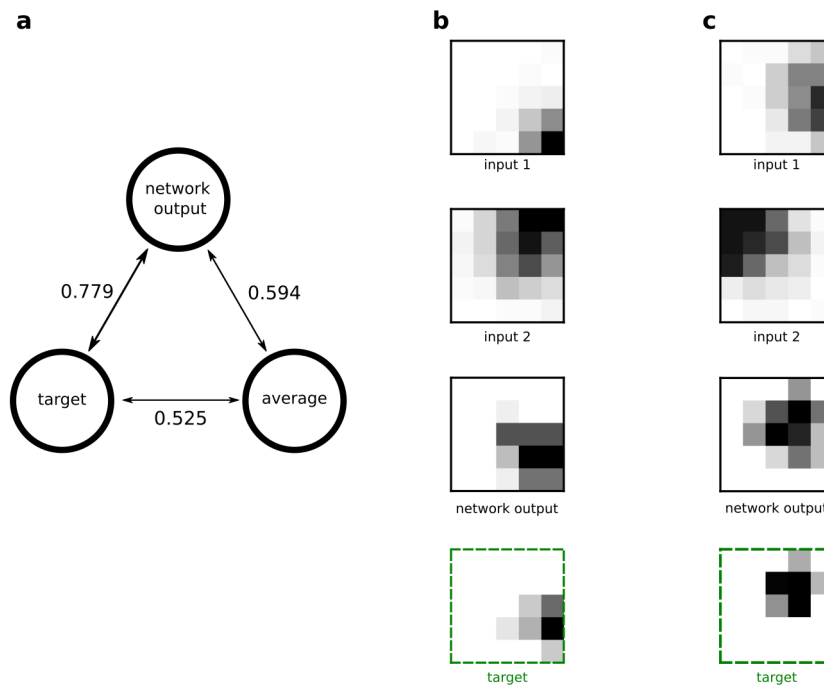 a
network
output
0.779
0.594
target
average
0.525
b
input 1
input 2
network output
target
c
input 1
input 2
network output
target